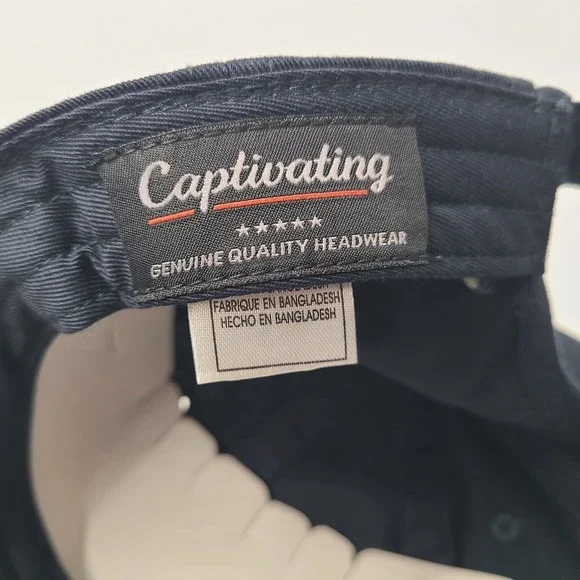 Captivating
★★★★★
GENUINE QUALITY HEADWEAR
FABRIQUE EN BANGLADESH
HECHO EN BANGLADESH